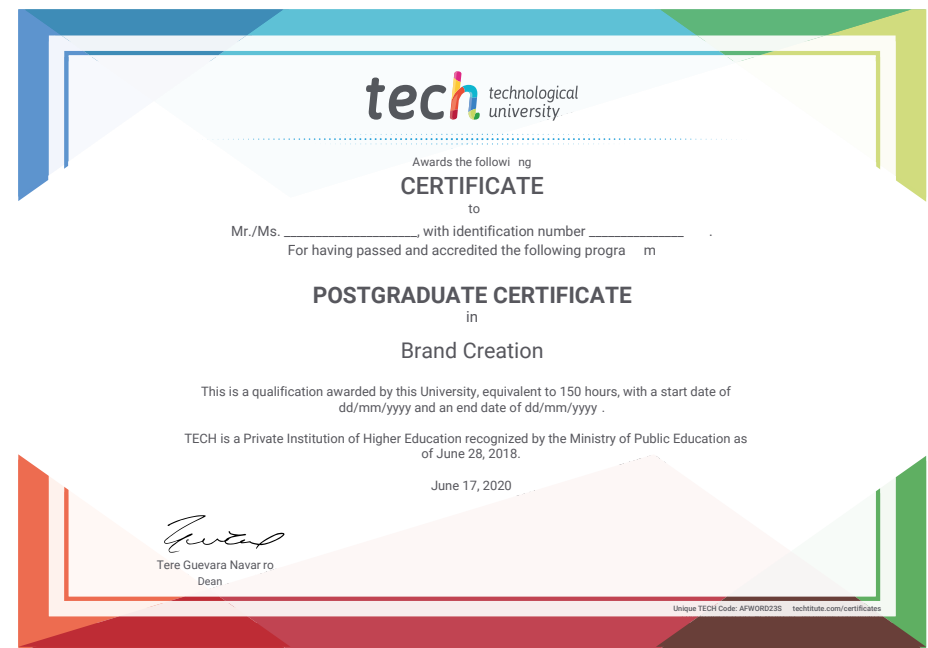 tech technological
university
Awards the followi ng
CERTIFICATE
to
Mr./Ms. ____________________, with identification number _______________ .
For having passed and accredited the following progra m
POSTGRADUATE CERTIFICATE
in
Brand Creation
This is a qualification awarded by this University, equivalent to 150 hours, with a start date of
dd/mm/yyyy and an end date of dd/mm/yyyy .
TECH is a Private Institution of Higher Education recognized by the Ministry of Public Education as
of June 28, 2018.
June 17, 2020
Tere Guevara Navar ro
Dean
Unique TECH Code: AFWORD23S techtitute.com/certificates